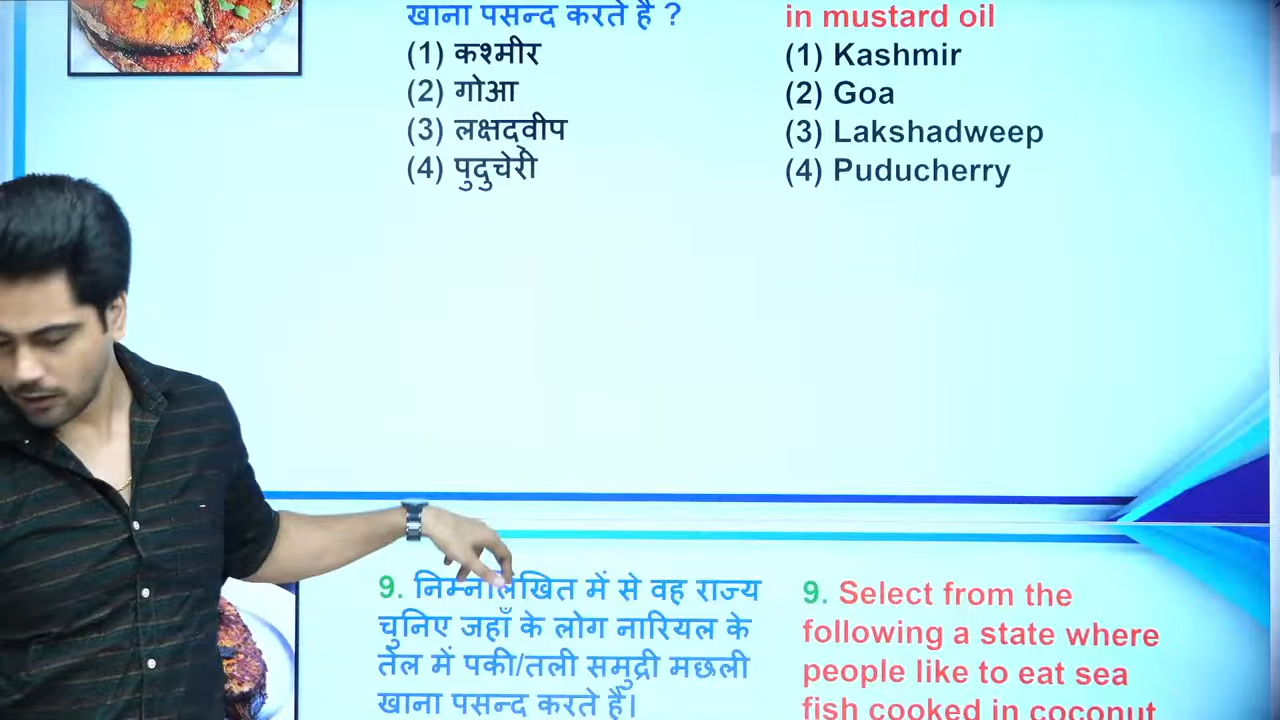 खाना पसन्द करते हैं ?
(1) कश्मीर
(2) गोआ
(3) लक्षद्वीप
(4) पुदुचेरी
in mustard oil
(1) Kashmir
(2) Goa
(3) Lakshadweep
(4) Puducherry
9. निम्नलिखित में से वह राज्य
चुनिए जहाँ के लोग नारियल के
तेल में पकी/तली समुद्री मछली
खाना पसन्द करते हैं।
9. Select from the
following a state where
people like to eat sea
fish cooked in coconut